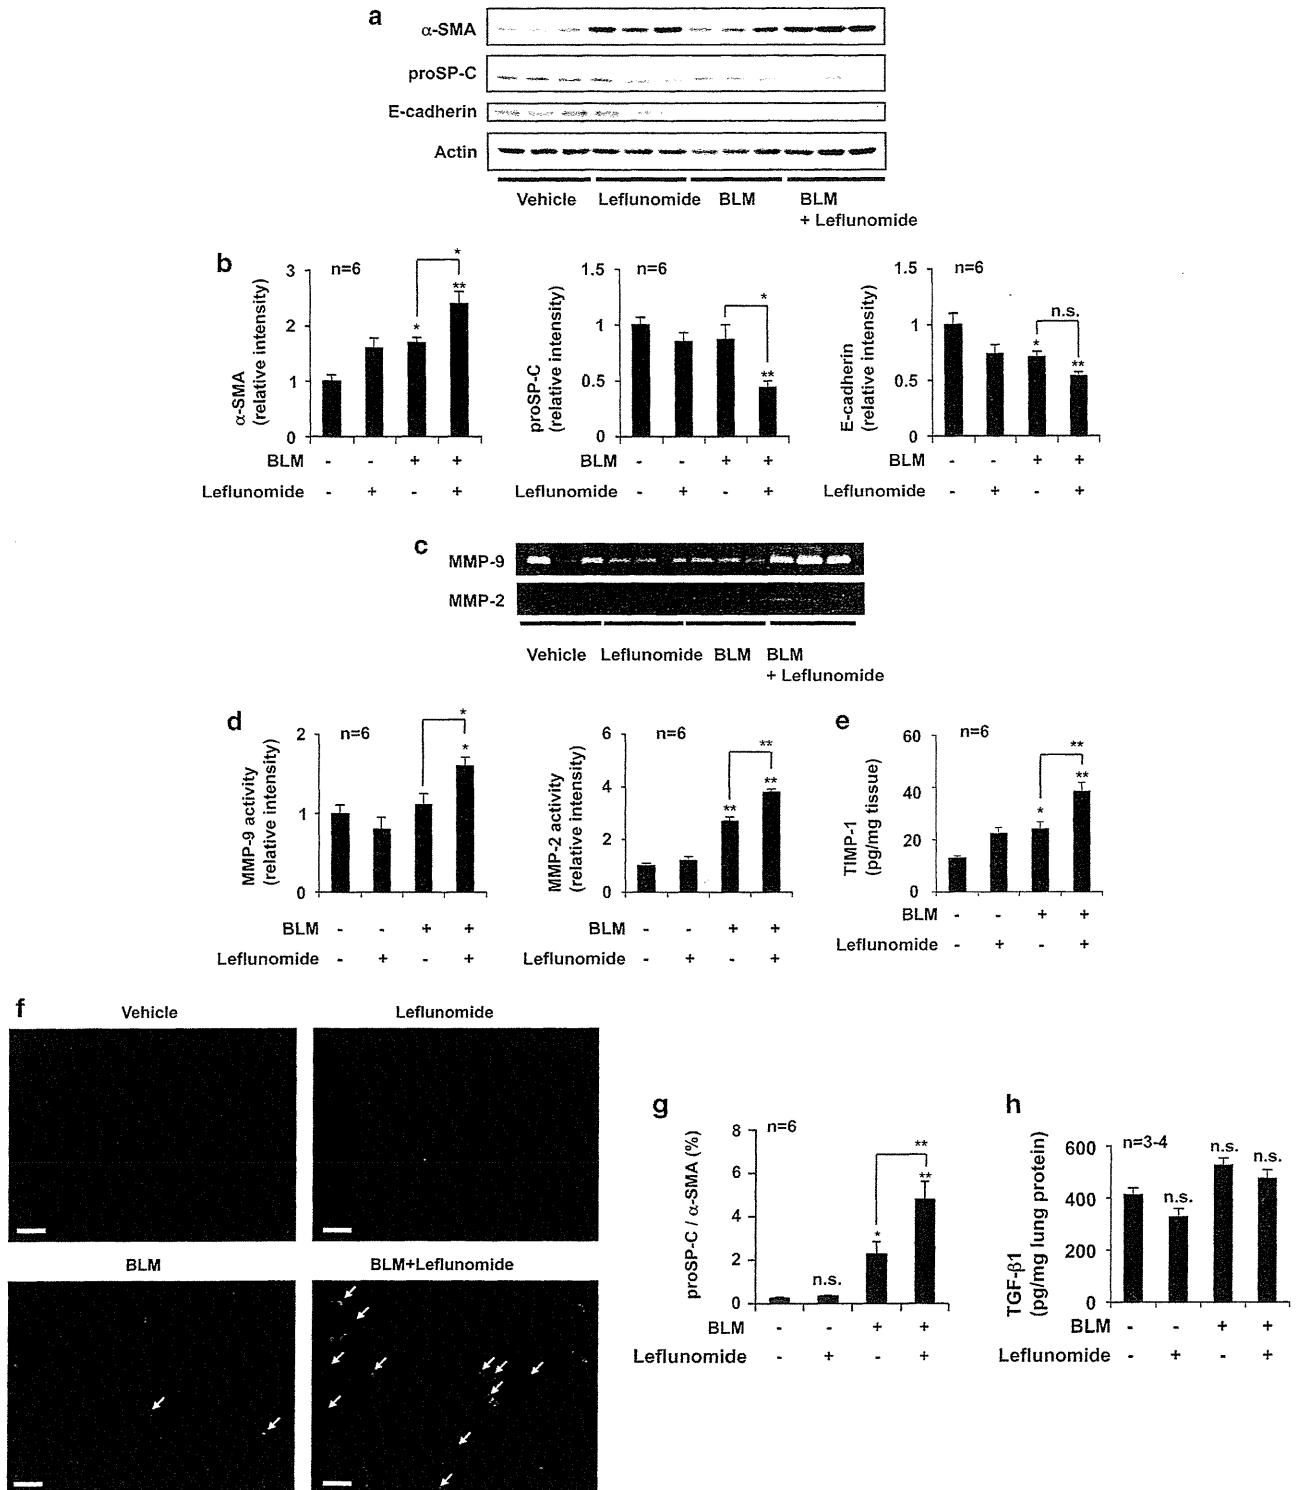 a
α-SMA
proSP-C
E-cadherin
Actin
Vehicle Leflunomide BLM BLM
+ Leflunomide
b
n=6
3
2
1
0
α-SMA
(relative intensity)
*
*
**
BLM - - + +
Leflunomide - + - +
n=6
1.5
1
0.5
0
proSP-C
(relative intensity)
*
**
BLM - - + +
Leflunomide - + - +
n=6
1.5
1
0.5
0
E-cadherin
(relative intensity)
n.s.
*
**
BLM - - + +
Leflunomide - + - +
c
MMP-9
MMP-2
Vehicle Leflunomide BLM BLM
+ Leflunomide
d
n=6
2
1
0
MMP-9 activity
(relative intensity)
*
*
BLM - - + +
Leflunomide - + - +
n=6
6
4
2
0
MMP-2 activity
(relative intensity)
**
**
**
BLM - - + +
Leflunomide - + - +
e
n=6
60
40
20
0
TIMP-1
(pg/mg tissue)
**
*
**
BLM - - + +
Leflunomide - + - +
f
Vehicle Leflunomide
BLM BLM+Leflunomide
g
n=6
8
6
4
2
0
proSP-C / α-SMA (%)
n.s.
*
**
**
BLM - - + +
Leflunomide - + - +
h
n=3-4
600
400
200
0
TGF-β1
(pg/mg lung protein)
n.s.
n.s.
n.s.
BLM - - + +
Leflunomide - + - +